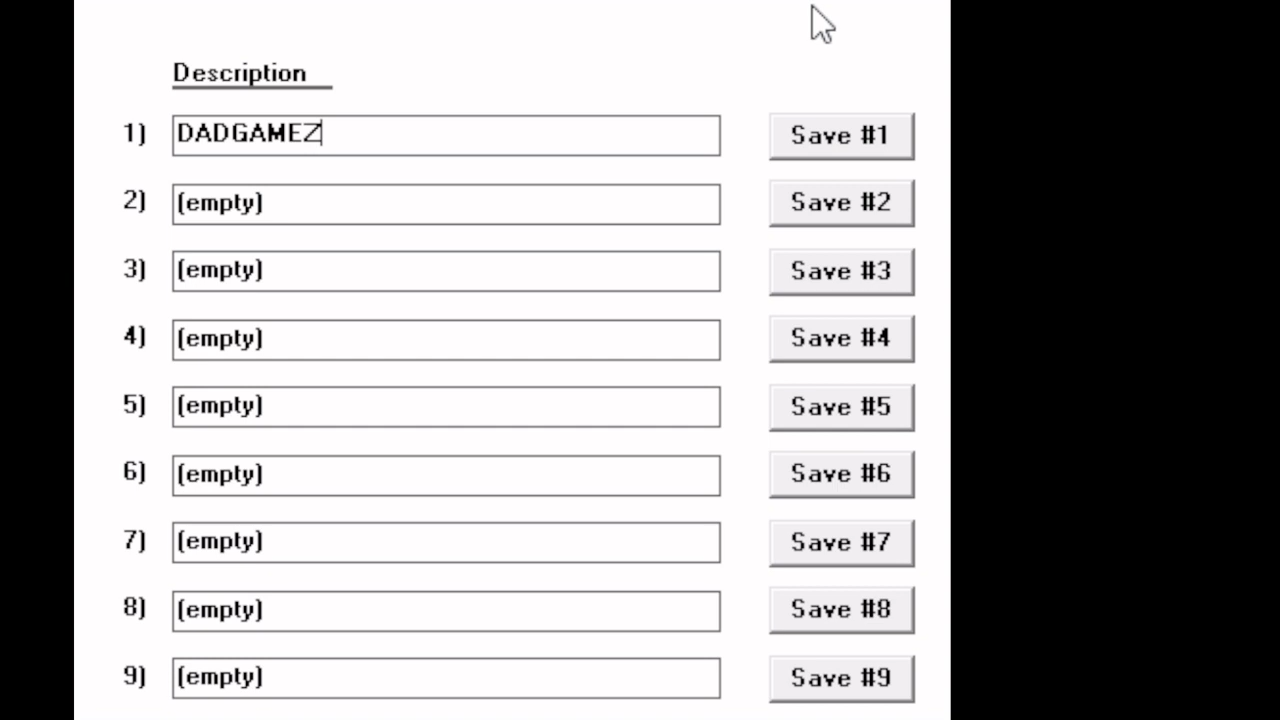 Description
1) DADGAMEZ Save #1
2) (empty) Save #2
3) (empty) Save #3
4) (empty) Save #4
5) (empty) Save #5
6) (empty) Save #6
7) (empty) Save #7
8) (empty) Save #8
9) (empty) Save #9